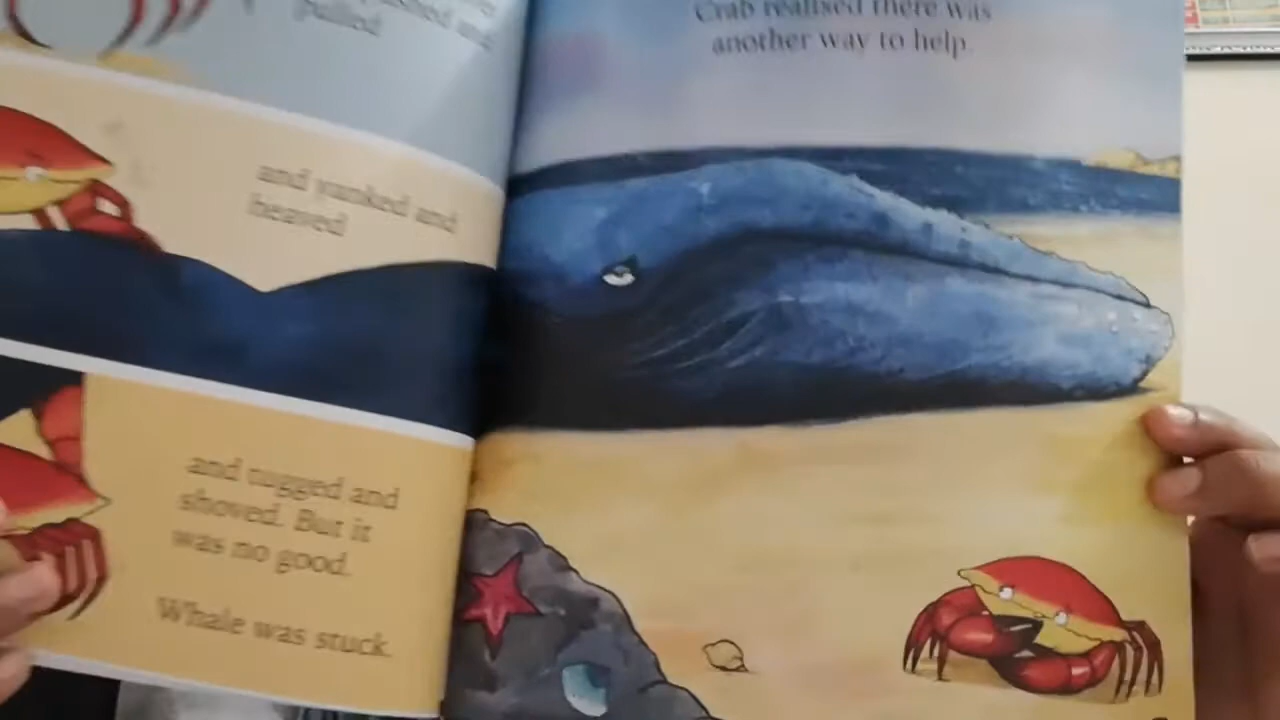 pulled
and yanked and
heaved
and tugged and
shoved. But it
was no good.
Whale was stuck.
Crab realised there was
another way to help.